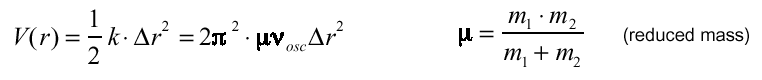 V(r) = 1/2 k · Δr² = 2π² · μν_osc Δr² μ = (m₁ · m₂)/(m₁ + m₂) (reduced mass)